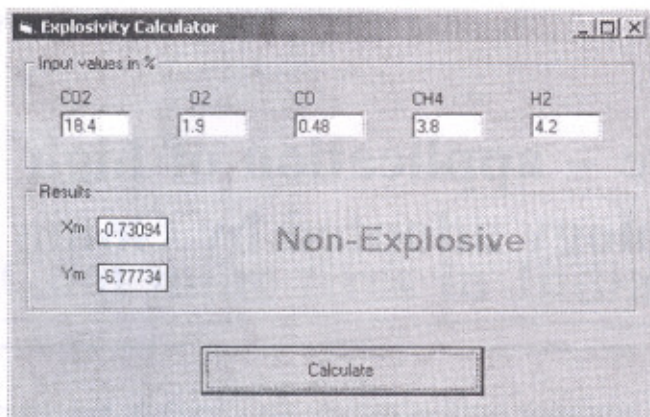 Explosivity Calculator
Input values in %
CO2 O2 CO CH4 H2
18.4 1.9 0.48 3.8 4.2
Results
Xm -0.73094
Non-Explosive
Ym -6.77734
Calculate